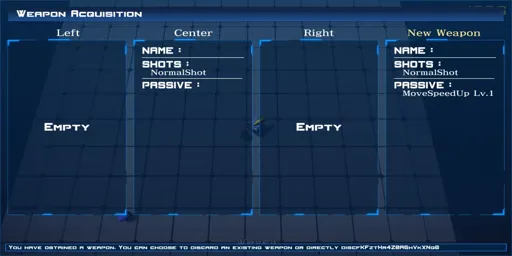 Weapon Acquisition
Left
Center
Right
New Weapon
Empty
Name :
Shots :
NormalShot
Passive :
Empty
Name :
Shots :
NormalShot
Passive :
MoveSpeedUp Lv.1
You have obtained a weapon. You can choose to discard an existing weapon or directly